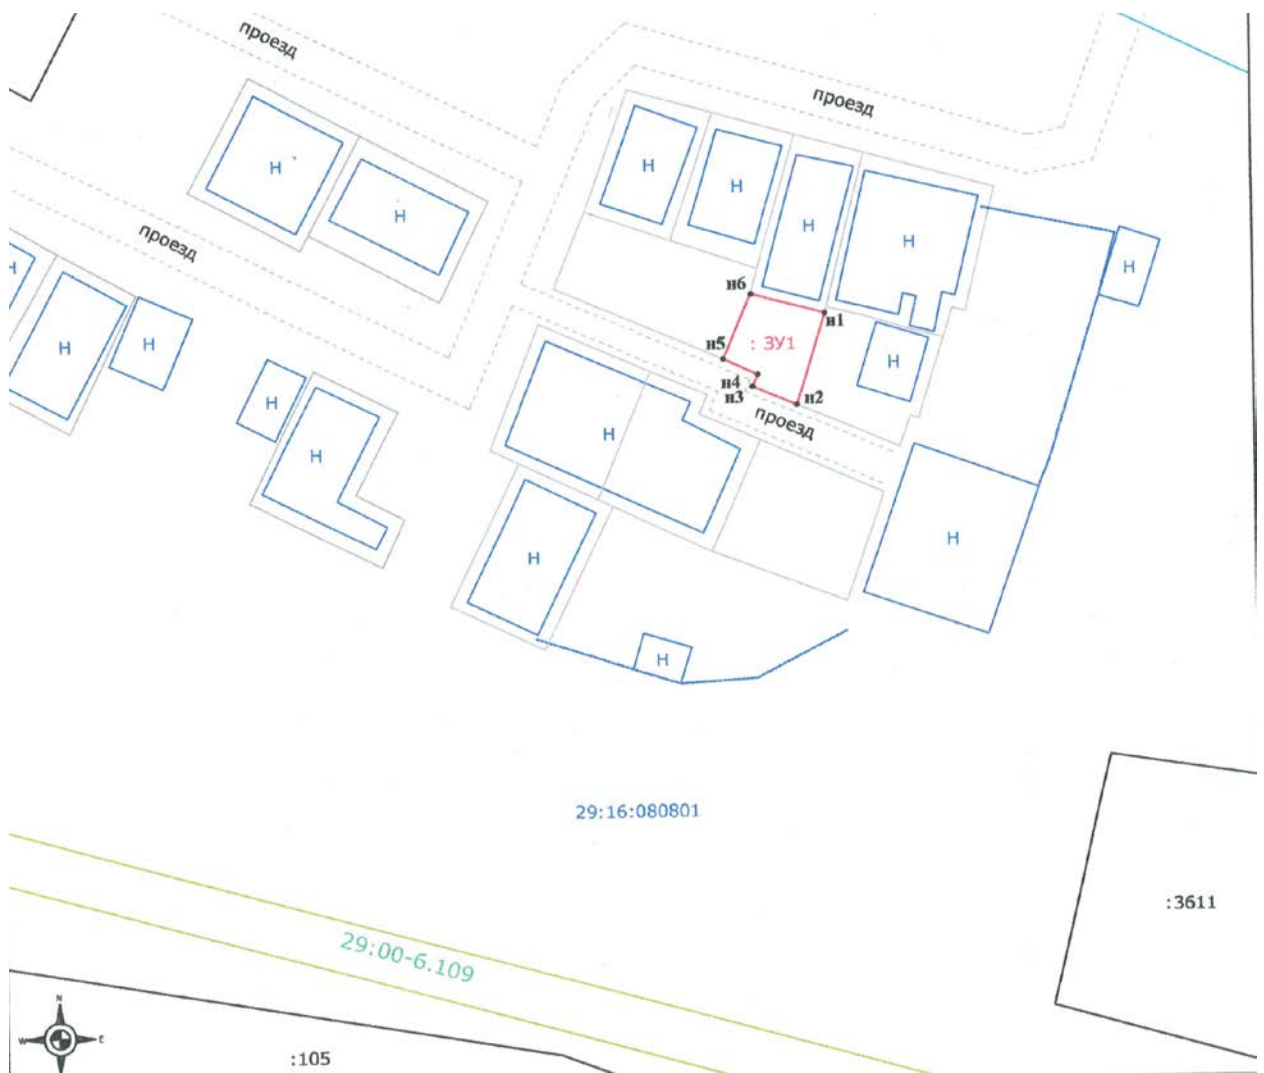 проезд
проезд
Н
Н
Н
Н
Н
Н
Н
Н
проезд
Н
Н
Н
Н
Н
Н
Н
н6
н1
: ЗУ1
н5
н4
н3
н2
проезд
Н
Н
Н
Н
Н
29:16:080801
:3611
29:00-6.109
N
W
E
:105